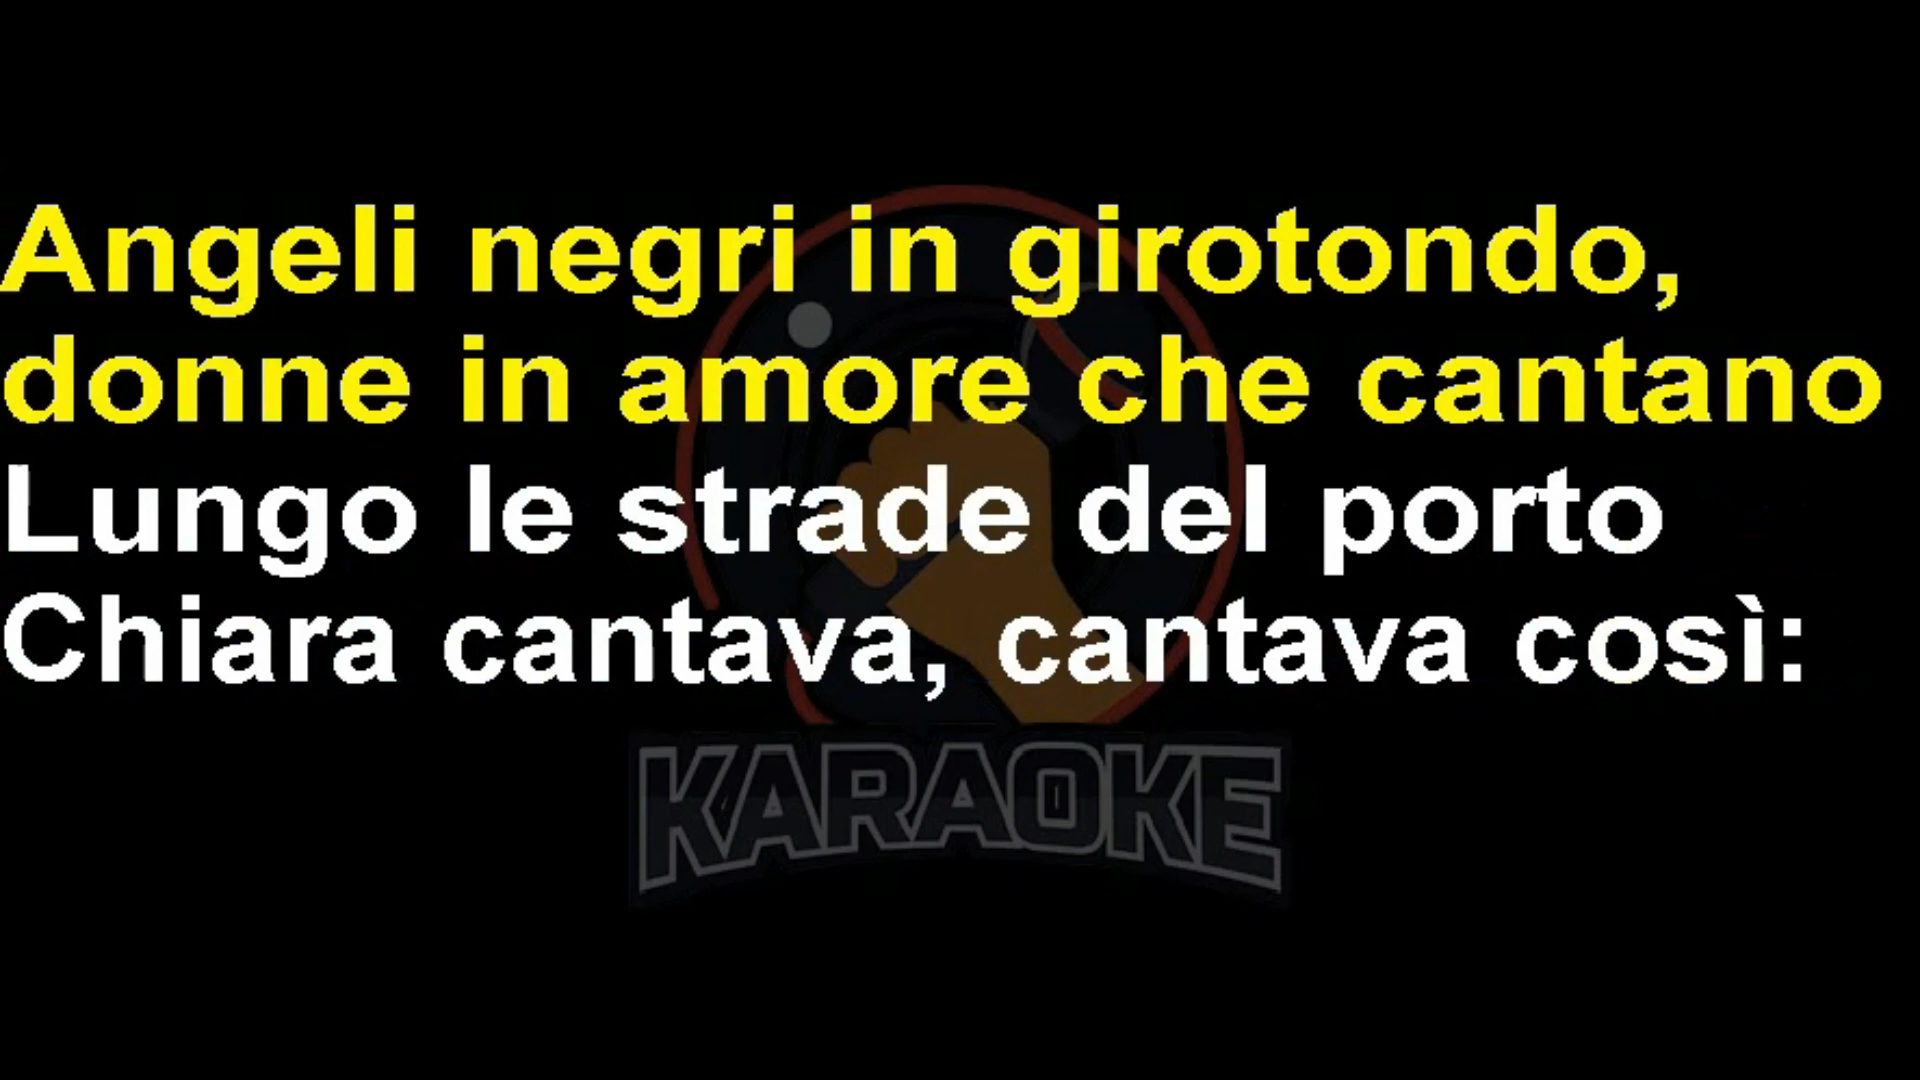 Angeli negri in girotondo,
donne in amore che cantano
Lungo le strade del porto
Chiara cantava, cantava così:
KARAOKE